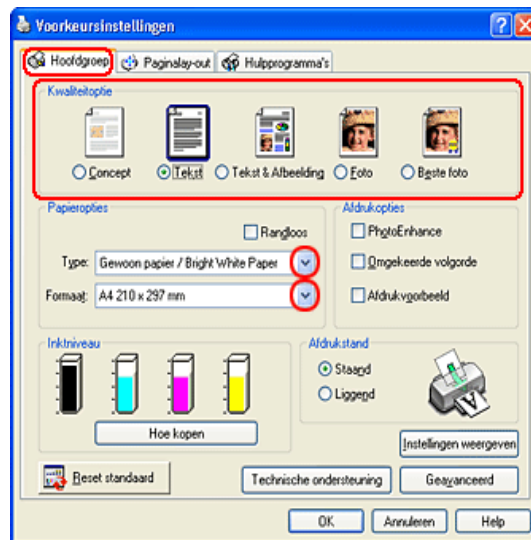 Voorkeursinstellingen
Hoofdgroep Paginalay-out Hulpprogramma's
Kwaliteitoptie
Concept Tekst Tekst & Afbeelding Foto Beste foto
Papieropties
Randloos
Type: Gewoon papier / Bright White Paper
Formaat: A4 210 x 297 mm
Afdrukopties
PhotoEnhance
Omgekeerde volgorde
Afdrukvoorbeeld
Inktniveau
Hoe kopen
Afdrukstand
Staand
Liggend
A
Instellingen weergeven
Reset standaard Technische ondersteuning Geavanceerd
OK Annuleren Help